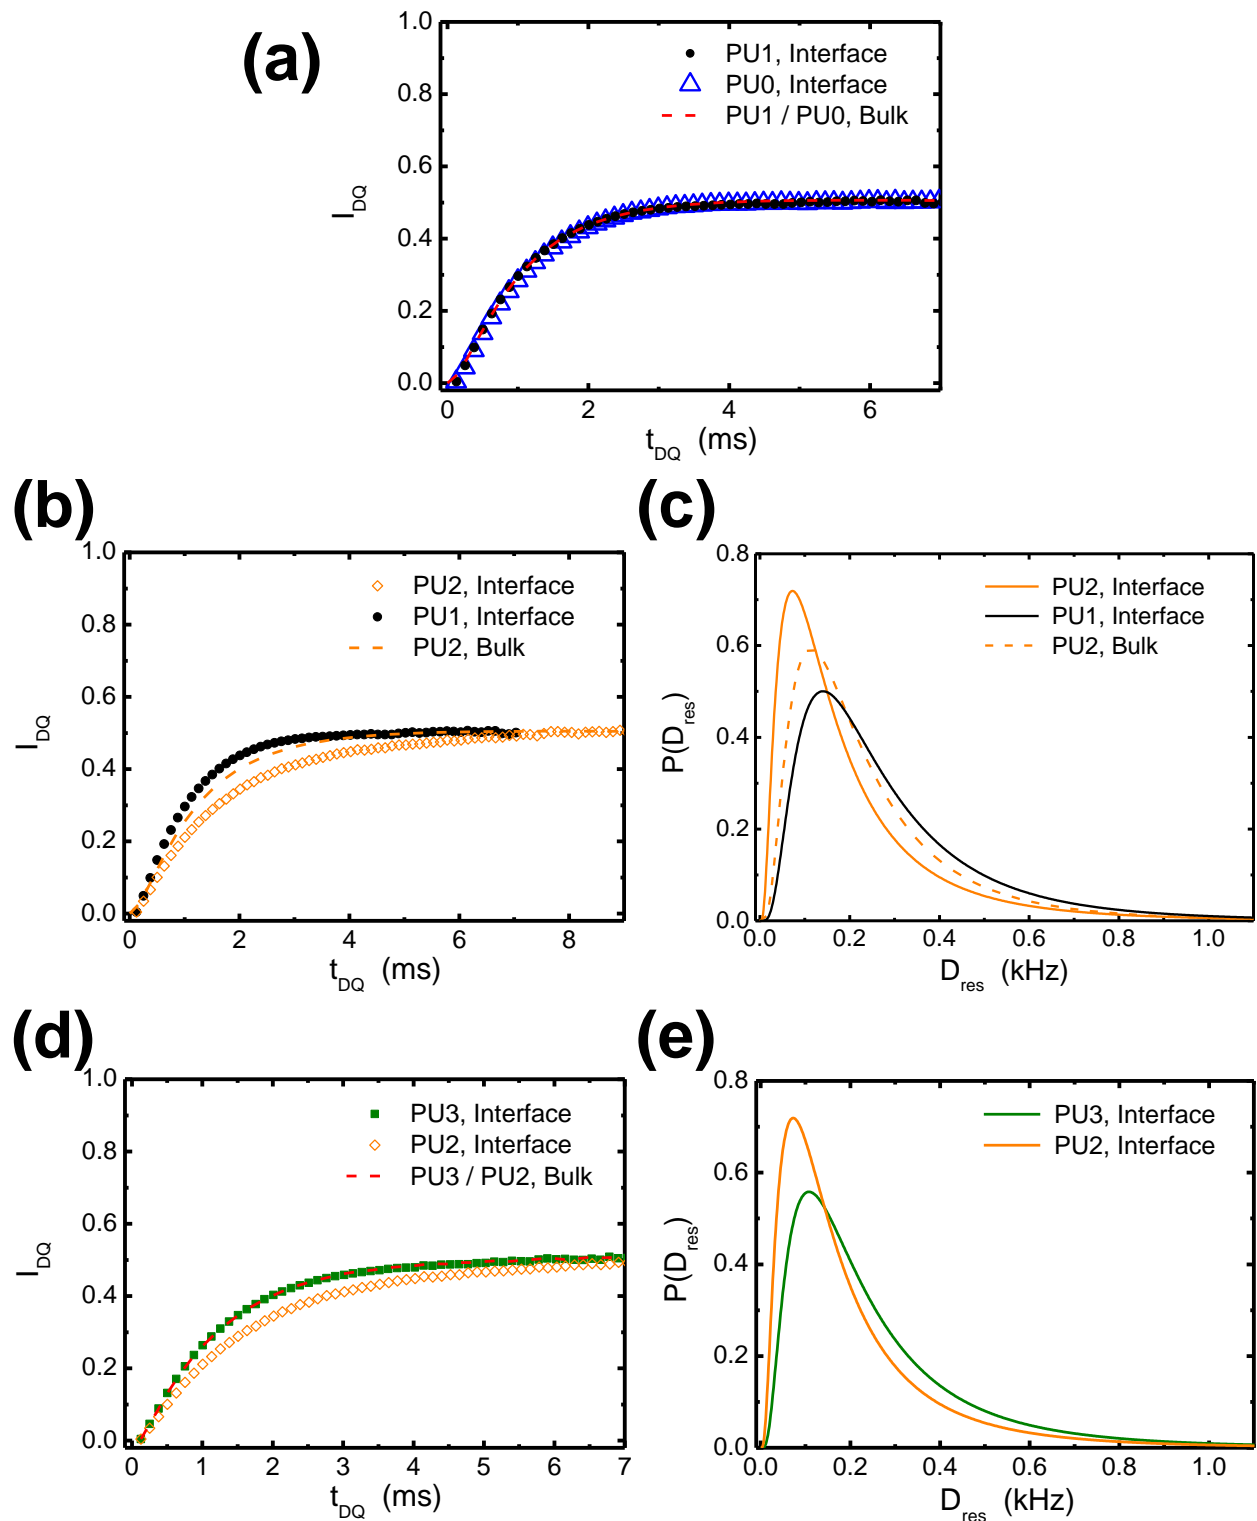 (a)
1.0
0.8
0.6
0.4
0.2
0.0
I_DQ
PU1, Interface
PU0, Interface
PU1 / PU0, Bulk
0 2 4 6
t_DQ (ms)
(b)
1.0
0.8
0.6
0.4
0.2
0.0
I_DQ
PU2, Interface
PU1, Interface
PU2, Bulk
0 2 4 6 8
t_DQ (ms)
(c)
0.8
0.6
0.4
0.2
0.0
P(D_res)
PU2, Interface
PU1, Interface
PU2, Bulk
0.0 0.2 0.4 0.6 0.8 1.0
D_res (kHz)
(d)
1.0
0.8
0.6
0.4
0.2
0.0
I_DQ
PU3, Interface
PU2, Interface
PU3 / PU2, Bulk
0 1 2 3 4 5 6 7
t_DQ (ms)
(e)
0.8
0.6
0.4
0.2
0.0
P(D_res)
PU3, Interface
PU2, Interface
0.0 0.2 0.4 0.6 0.8 1.0
D_res (kHz)